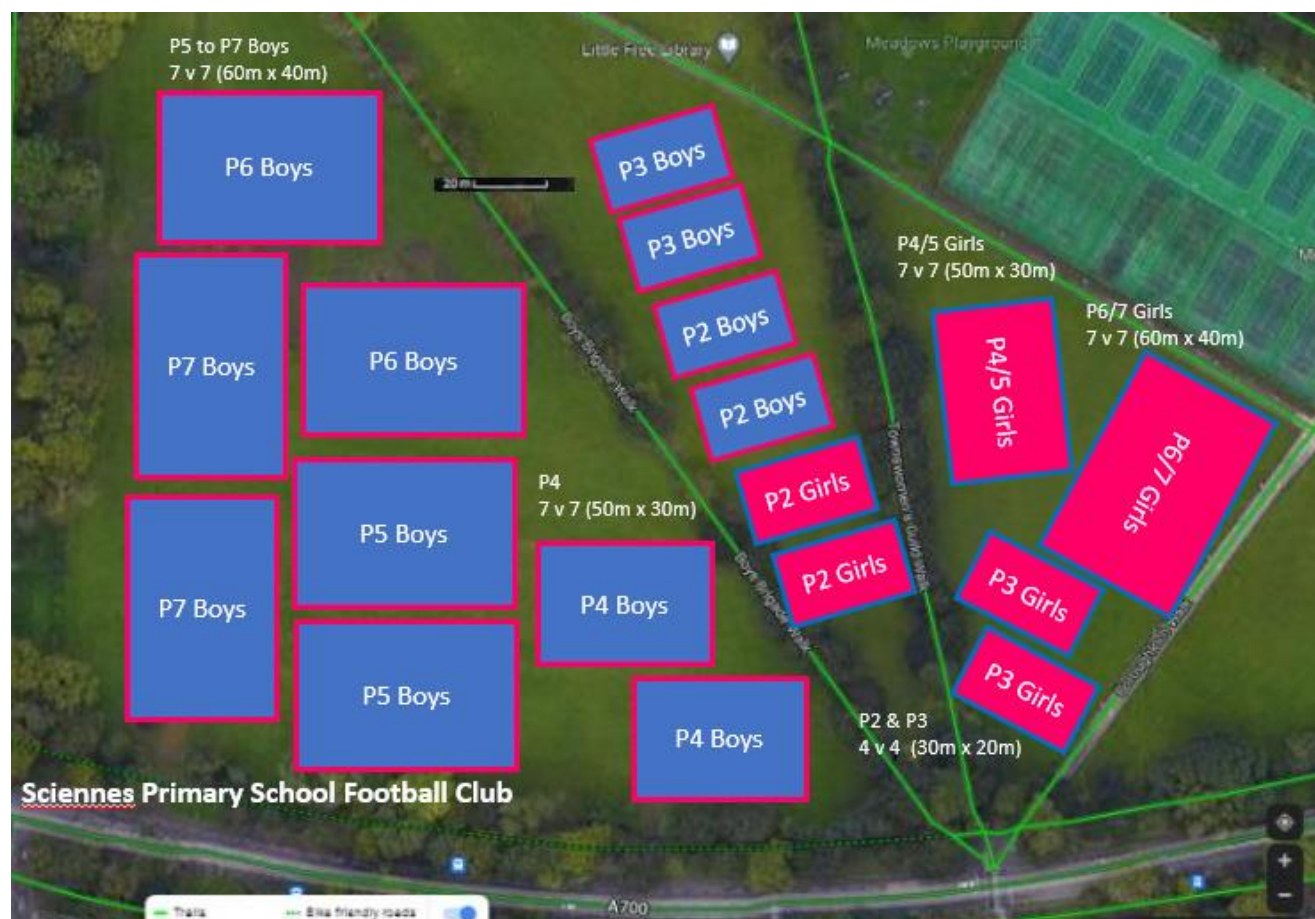 P5 to P7 Boys
7 v 7 (60m x 40m)
Little Free Library
Meadows Playground
P6 Boys
20 m
P3 Boys
P3 Boys
P4/5 Girls
7 v 7 (50m x 30m)
P6/7 Girls
7 v 7 (60m x 40m)
P7 Boys
P6 Boys
Boys Brigade Walk
P2 Boys
P2 Boys
P4/5 Girls
P6/7 Girls
Townswomen's Guild Walk
P4
7 v 7 (50m x 30m)
P2 Girls
P2 Girls
P5 Boys
P7 Boys
P4 Boys
Boys Brigade Walk
P3 Girls
P3 Girls
P5 Boys
P4 Boys
P2 & P3
4 v 4 (30m x 20m)
Sciennes Primary School Football Club
Trails
Bike friendly roads
A700